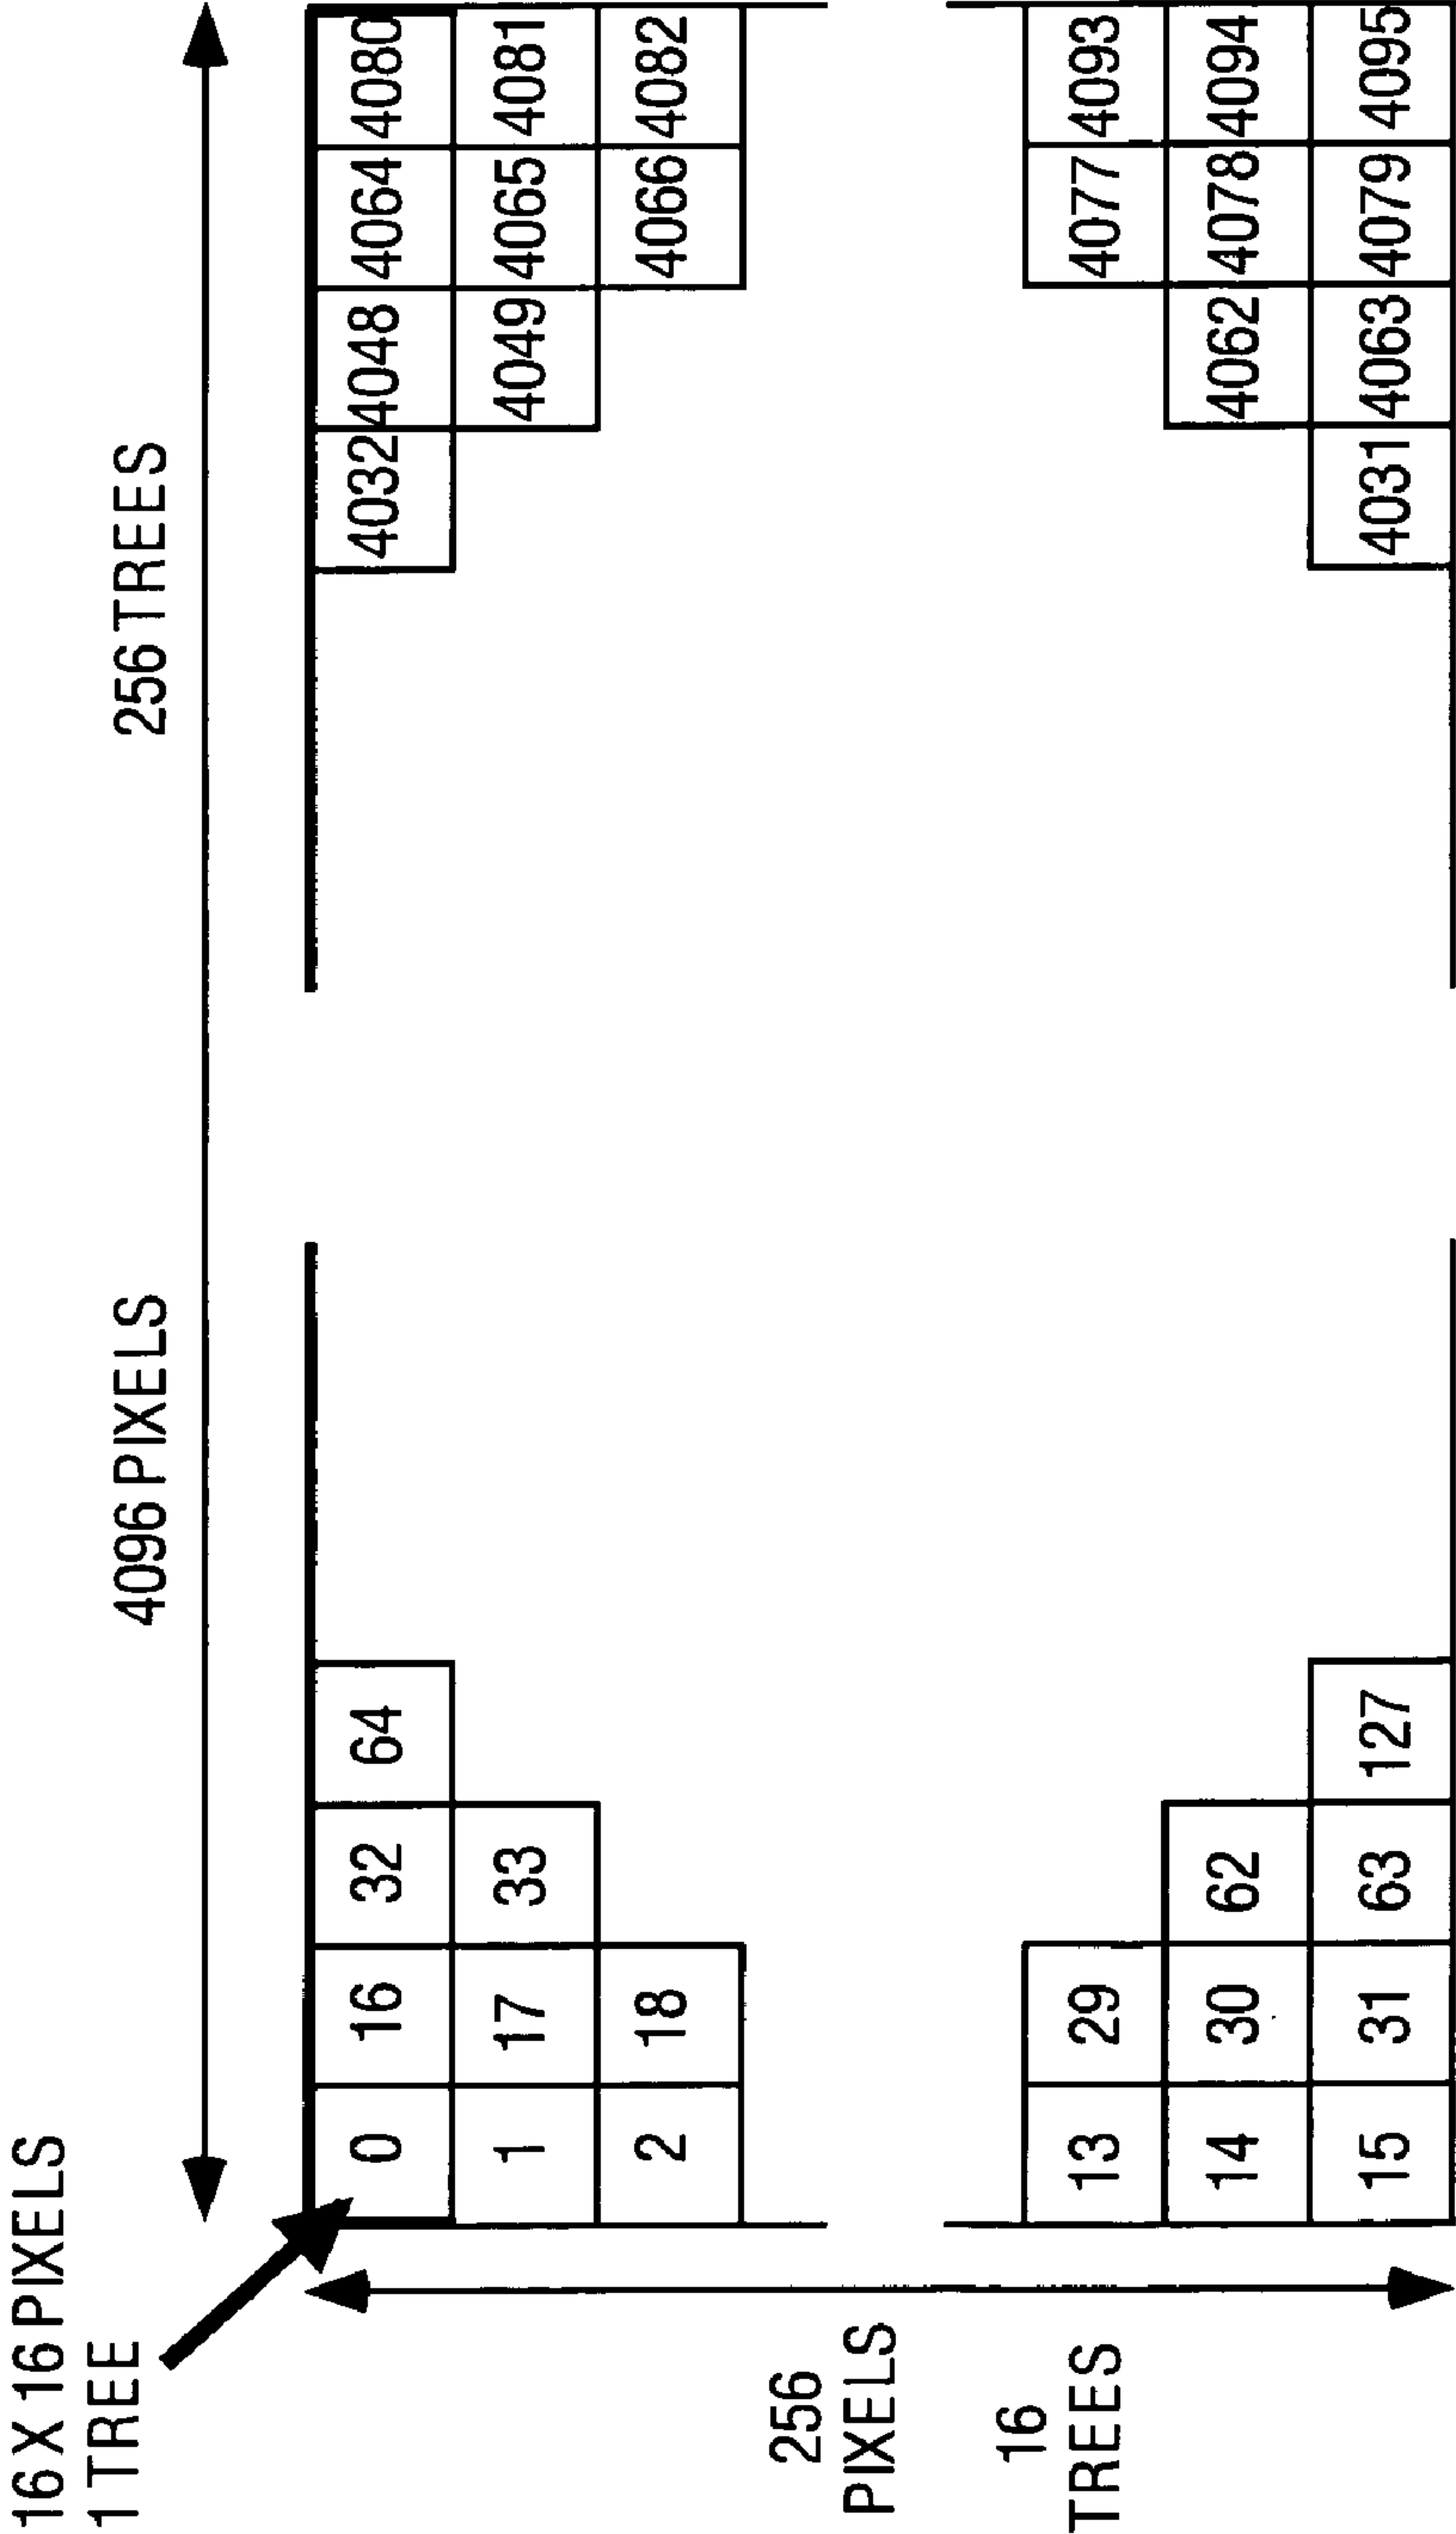 16 X 16 PIXELS
1 TREE
4096 PIXELS 256 TREES
0 16 32 64 4032 4048 4064 4080
1 17 33 4049 4065 4081
2 18 4066 4082
256
PIXELS
16
TREES
13 29 4077 4093
14 30 62 4062 4078 4094
15 31 63 127 4031 4063 4079 4095